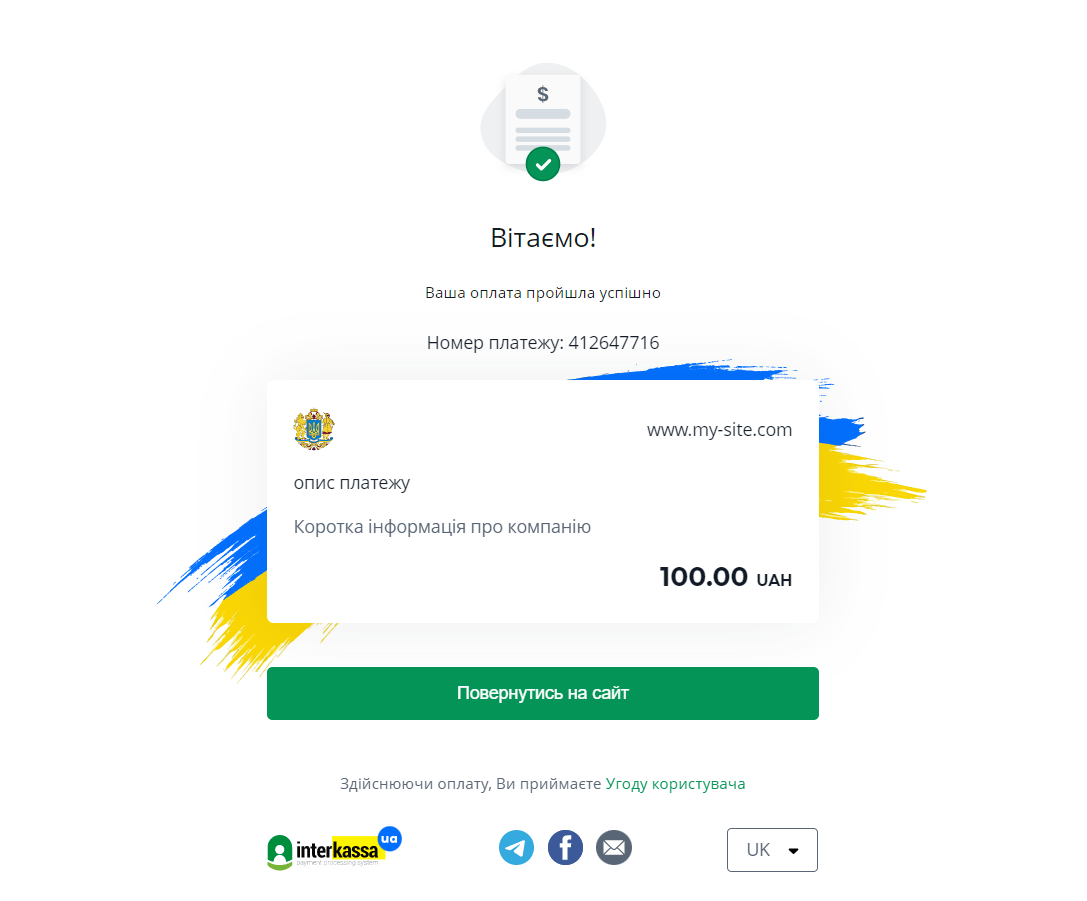 $
Вітаємо!
Ваша оплата пройшла успішно
Номер платежу: 412647716
www.my-site.com
опис платежу
Коротка інформація про компанію
100.00 UAH
Повернутись на сайт
Здійснюючи оплату, Ви приймаєте Угоду користувача
interkassa ua
payment processing system
UK